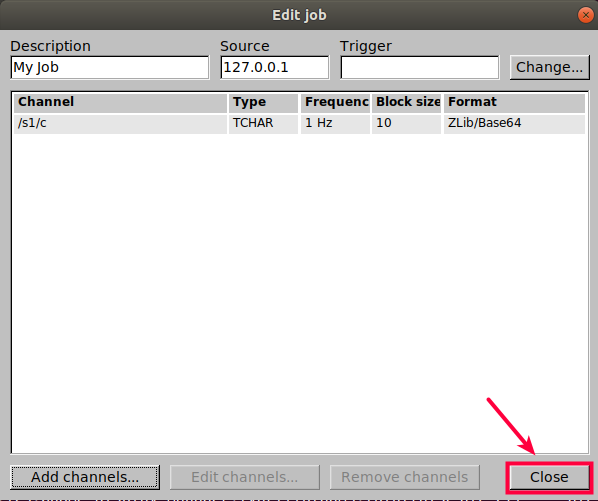 Edit job
Description Source Trigger
My Job 127.0.0.1 Change...
Channel Type Frequenc Block size Format
/s1/c TCHAR 1 Hz 10 ZLib/Base64
Add channels... Edit channels... Remove channels Close